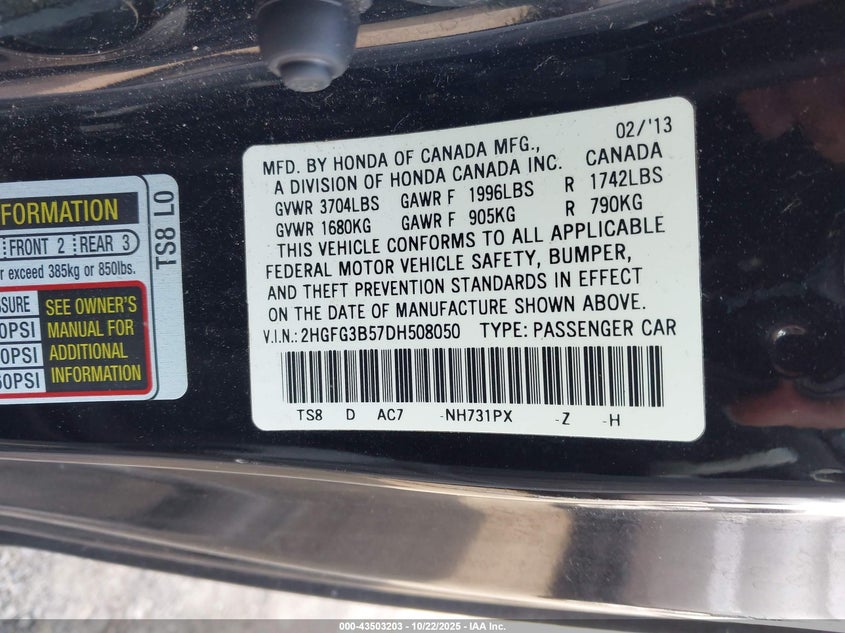 FORMATION
FRONT 2 REAR 3
exceed 385kg or 850lbs.
SURE
0PSI
0PSI
60PSI
SEE OWNER'S
MANUAL FOR
ADDITIONAL
INFORMATION
TS8 L0
02/'13
MFD. BY HONDA OF CANADA MFG.,
A DIVISION OF HONDA CANADA INC. CANADA
GVWR 3704LBS GAWR F 1996LBS R 1742LBS
GVWR 1680KG GAWR F 905KG R 790KG
THIS VEHICLE CONFORMS TO ALL APPLICABLE
FEDERAL MOTOR VEHICLE SAFETY, BUMPER,
AND THEFT PREVENTION STANDARDS IN EFFECT
ON THE DATE OF MANUFACTURE SHOWN ABOVE.
V.I.N.: 2HGFG3B57DH508050 TYPE: PASSENGER CAR
TS8 D AC7 -NH731PX -Z -H
000-43503203 - 10/22/2025 - IAA Inc.